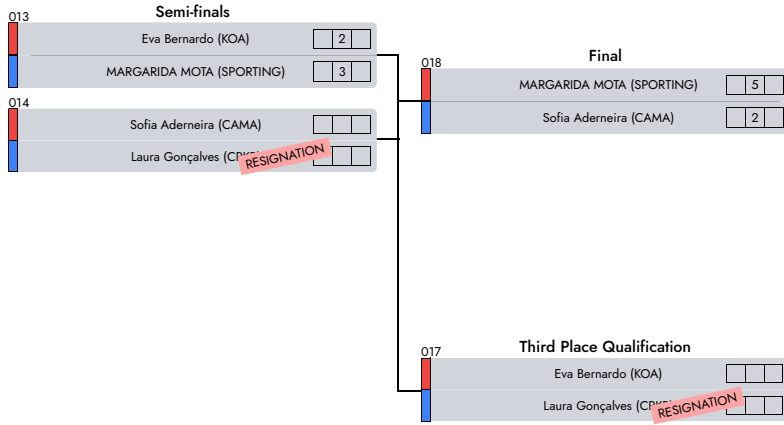 Semi-finals
013
Eva Bernardo (KOA) 2
MARGARIDA MOTA (SPORTING) 3
014
Sofia Aderneira (CAMA)
Laura Gonçalves
RESIGNATION
Final
018
MARGARIDA MOTA (SPORTING) 5
Sofia Aderneira (CAMA) 2
Third Place Qualification
017
Eva Bernardo (KOA)
Laura Gonçalves
RESIGNATION